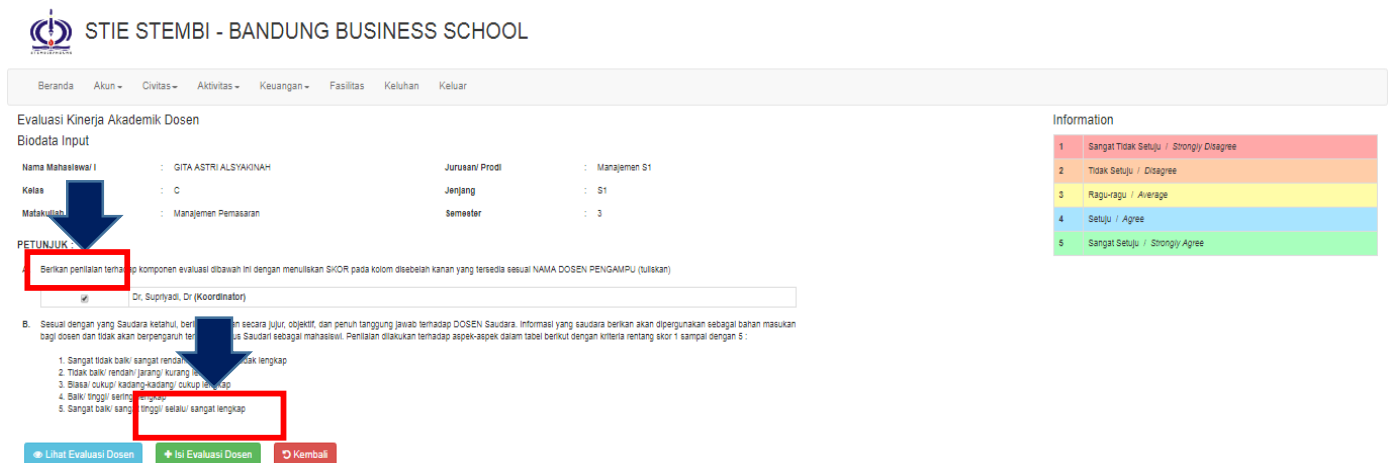 STIE STEMBI - BANDUNG BUSINESS SCHOOL
Beranda Akun Civitas Aktivitas Keuangan Fasilitas Keluhan Keluar
Evaluasi Kinerja Akademik Dosen
Biodata Input
Nama Mahasiswa/ I : GITA ASTRI ALSYAKINAH Jurusan/ Prodi : Manajemen S1
Kelas : C Jenjang : S1
Matakuliah : Manajemen Pemasaran Semester : 3
PETUNJUK :
Berikan penilaian terhadap komponen evaluasi dibawah ini dengan menuliskan SKOR pada kolom disebelah kanan yang tersedia sesuai NAMA DOSEN PENGAMPU (tuliskan)
Dr, Supriyadi, Dr (Koordinator)
B. Sesuai dengan yang Saudara ketahui, secara jujur, objektif, dan penuh tanggung jawab terhadap DOSEN Saudara. Informasi yang saudara berikan akan dipergunakan sebagai bahan masukan
bagi dosen dan tidak akan berpengaruh Saudari sebagai mahasiswi. Penilaian dilakukan terhadap aspek-aspek dalam tabel berikut dengan kriteria rentang skor 1 sampai dengan 5 :
1. Sangat tidak baik/ sangat lengkap
2. Tidak baik/ rendah/ jarang/ kurang
3. Biasa/ cukup/ kadang-kadang/ cukup lengkap
4. Baik/ tinggi/ lengkap
5. Sangat baik/ tinggi/ selalu/ sangat lengkap
Lihat Evaluasi Dosen Isi Evaluasi Dosen Kembali
Information
1 Sangat Tidak Setuju / Strongly Disagree
2 Tidak Setuju / Disagree
3 Ragu-ragu / Average
4 Setuju / Agree
5 Sangat Setuju / Strongly Agree